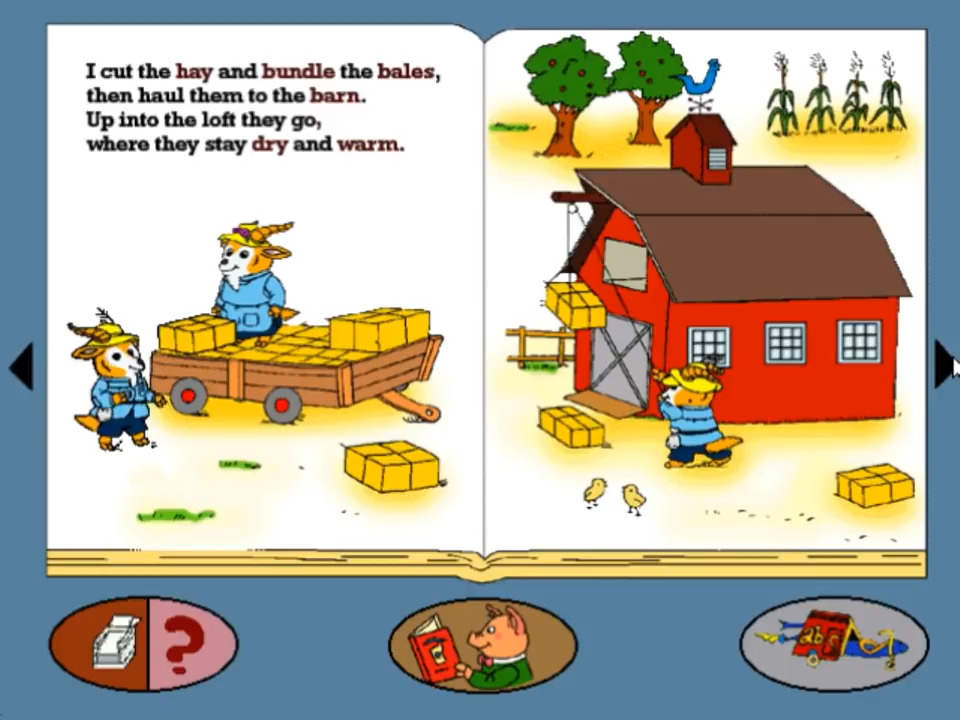 I cut the hay and bundle the bales,
then haul them to the barn.
Up into the loft they go,
where they stay dry and warm.
?
abs